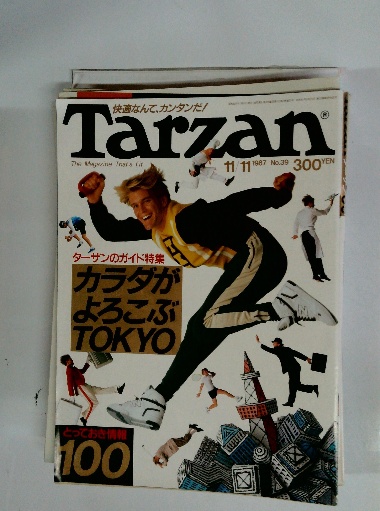 快適なんて、カンタンだ!
Tarzan®
The Magazine That's Fit
11/11 1987 No.39 300YEN
ターザンのガイド特集
カラダが
よろこぶ
TOKYO
とっておき情報
100